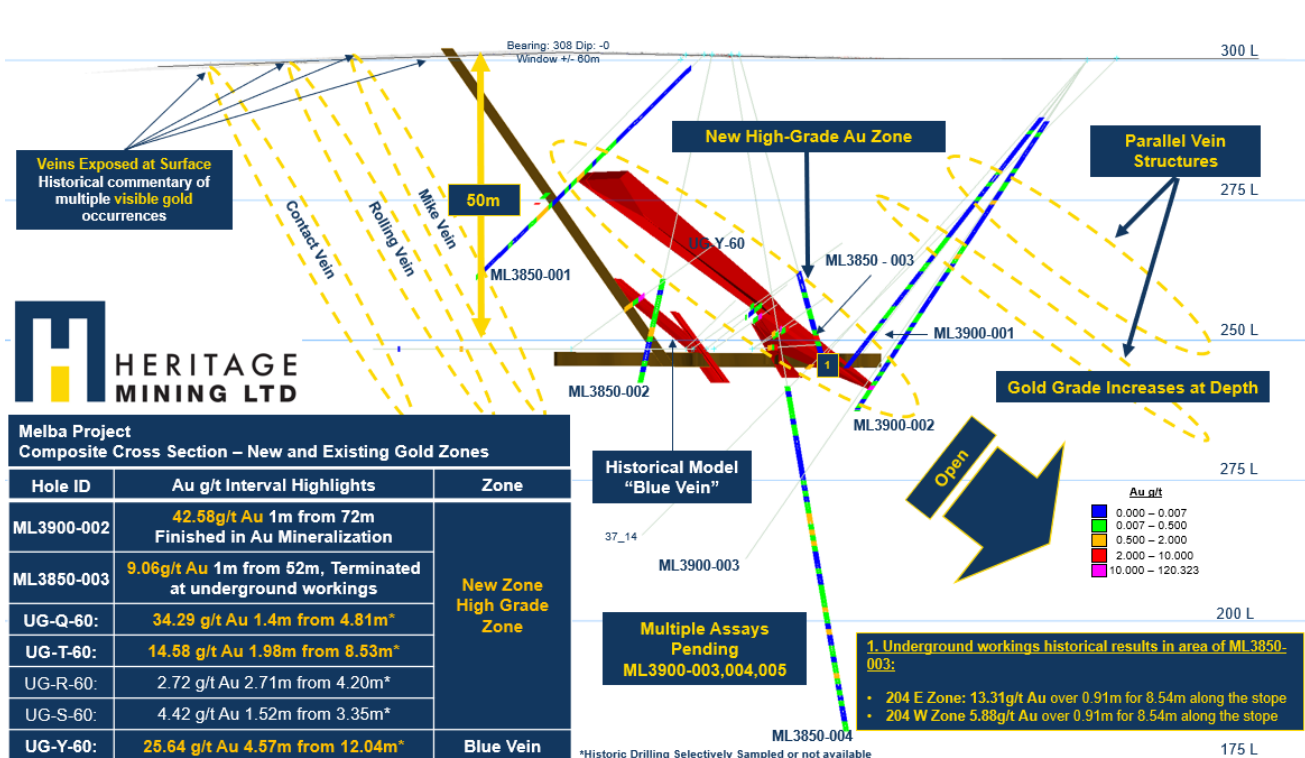 Bearing: 308 Dip: -0
Window +/- 60m
300 L
Veins Exposed at Surface
Historical commentary of
multiple visible gold
occurrences
Contact Vein
Rolling Vein
Mike Vein
50m
New High-Grade Au Zone
Parallel Vein
Structures
275 L
UG-Y-60
ML3850-001
ML3850 - 003
ML3900-001
250 L
1
HERITAGE
MINING LTD
ML3850-002
ML3900-002
Gold Grade Increases at Depth
Historical Model
“Blue Vein”
Open
275 L
37_14
ML3900-003
Au g/t
0.000 – 0.007
0.007 – 0.500
0.500 – 2.000
2.000 – 10.000
10.000 – 120.323
200 L
Melba Project
Composite Cross Section – New and Existing Gold Zones
Hole ID Au g/t Interval Highlights Zone
ML3900-002 42.58g/t Au 1m from 72m
Finished in Au Mineralization
ML3850-003 9.06g/t Au 1m from 52m, Terminated
at underground workings
New Zone
High Grade
Zone
UG-Q-60: 34.29 g/t Au 1.4m from 4.81m*
UG-T-60: 14.58 g/t Au 1.98m from 8.53m*
UG-R-60: 2.72 g/t Au 2.71m from 4.20m*
UG-S-60: 4.42 g/t Au 1.52m from 3.35m*
UG-Y-60: 25.64 g/t Au 4.57m from 12.04m* Blue Vein
Multiple Assays
Pending
ML3900-003,004,005
1. Underground workings historical results in area of ML3850-
003:
• 204 E Zone: 13.31g/t Au over 0.91m for 8.54m along the stope
• 204 W Zone 5.88g/t Au over 0.91m for 8.54m along the stope
ML3850-004
*Historic Drilling Selectively Sampled or not available
175 L